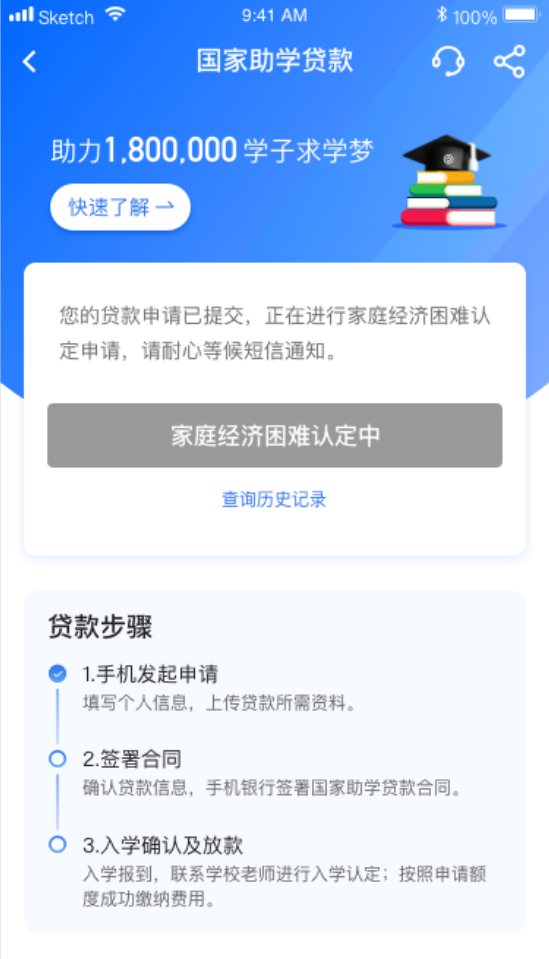 Sketch 9:41 AM 100%
国家助学贷款
助力1,800,000学子求学梦
快速了解
您的贷款申请已提交，正在进行家庭经济困难认
定申请，请耐心等候短信通知。
家庭经济困难认定中
查询历史记录
贷款步骤
1.手机发起申请
填写个人信息，上传贷款所需资料。
2.签署合同
确认贷款信息，手机银行签署国家助学贷款合同。
3.入学确认及放款
入学报到，联系学校老师进行入学认定；按照申请额
度成功缴纳费用。